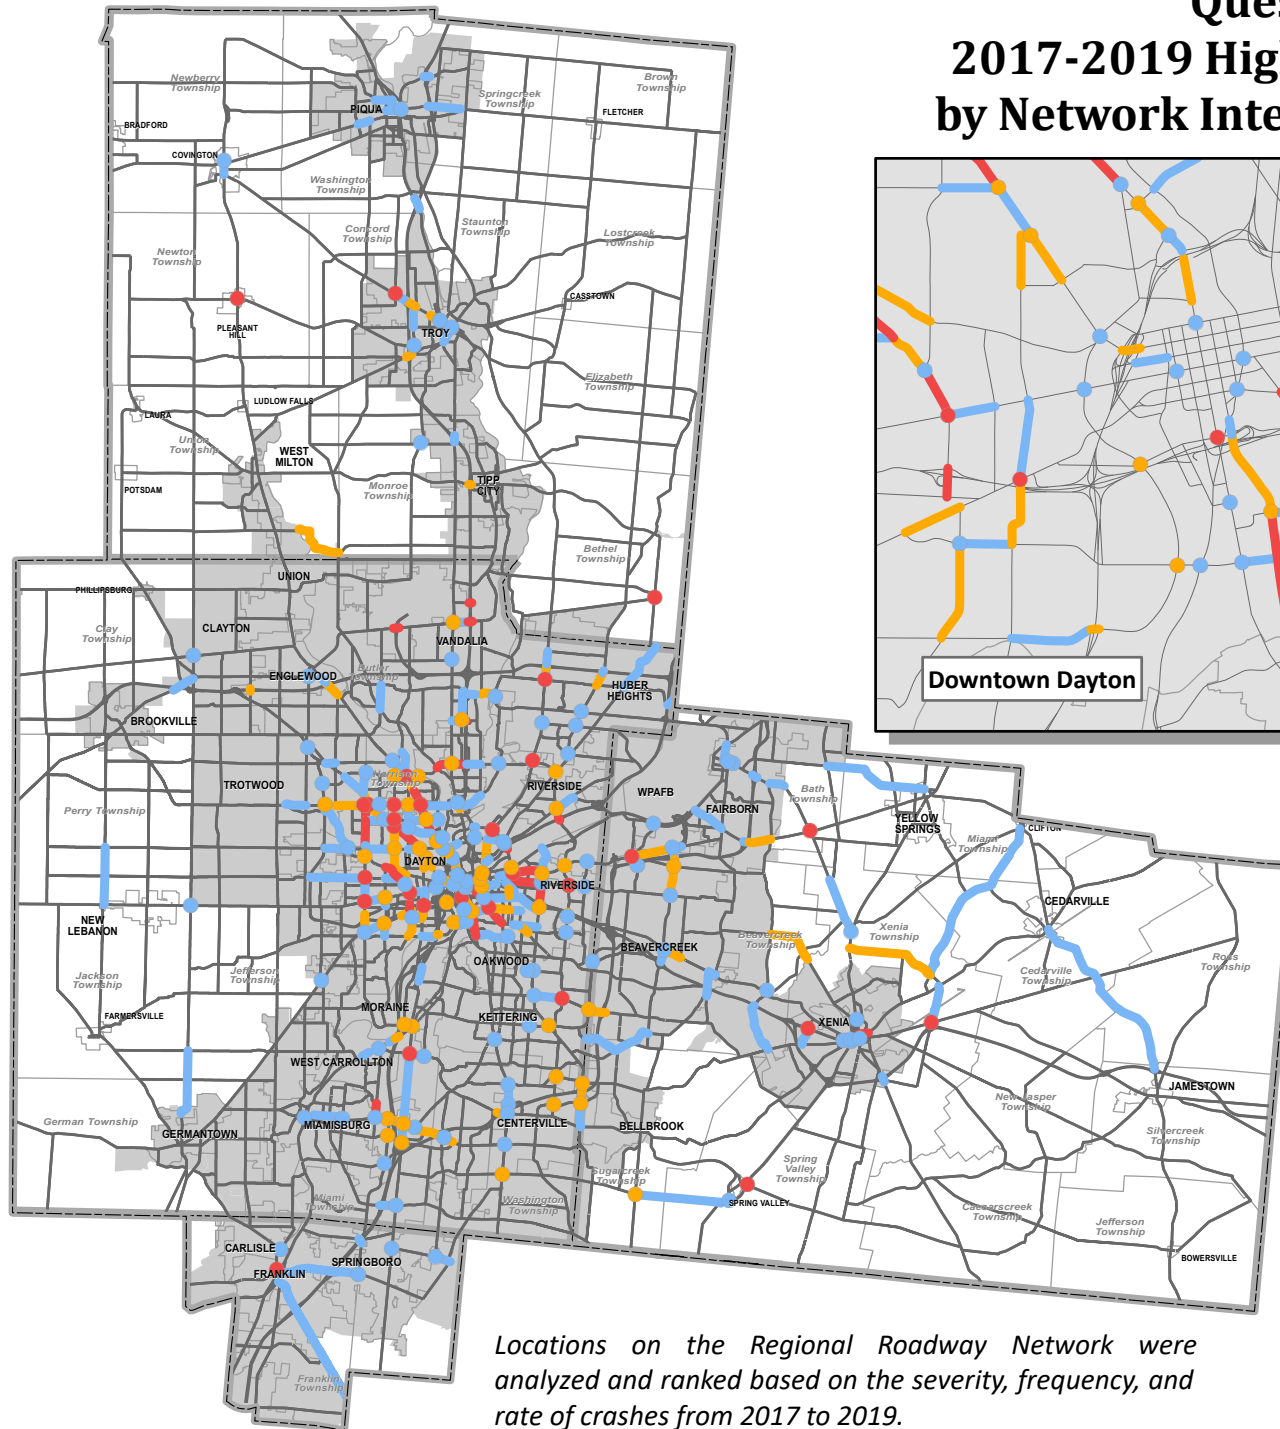 Ques
2017-2019 Hig
by Network Inte
Downtown Dayton
Newberry
Township
PIQUA
Springcreek
Township
Brown
Township
FLETCHER
BRADFORD
COVINGTON
Washington
Township
Concord
Township
Staunton
Township
Lostcreek
Township
Newton
Township
CASSTOWN
PLEASANT
HILL
TROY
Elizabeth
Township
LAURA
LUDLOW FALLS
Union
Township
WEST
MILTON
POTSDAM
Monroe
Township
TIPP
CITY
Bethel
Township
UNION
PHILLIPSBURG
Clay
Township
CLAYTON
VANDALIA
ENGLEWOOD
Butler
Township
HUBER
HEIGHTS
BROOKVILLE
TROTWOOD
Harrison
Township
RIVERSIDE
WPAFB
FAIRBORN
Bath
Township
YELLOW
SPRINGS
Miami
Township
CLIFTON
Perry Township
DAYTON
RIVERSIDE
CEDARVILLE
NEW
LEBANON
BEAVERCREEK
Beavercreek
Township
Xenia
Township
Jackson
Township
Jefferson
Township
OAKWOOD
Cedarville
Township
Ross
Township
FARMERSVILLE
MORAINE
KETTERING
XENIA
WEST CARROLLTON
JAMESTOWN
German Township
GERMANTOWN
MIAMISBURG
CENTERVILLE
BELLBROOK
New Jasper
Township
Silvercreek
Township
Miami
Township
Washington
Township
Sugarcreek
Township
Spring
Valley
Township
SPRING VALLEY
Caesarscreek
Township
Jefferson
Township
BOWERSVILLE
CARLISLE
FRANKLIN
SPRINGBORO
Franklin
Township
Locations on the Regional Roadway Network were
analyzed and ranked based on the severity, frequency, and
rate of crashes from 2017 to 2019.